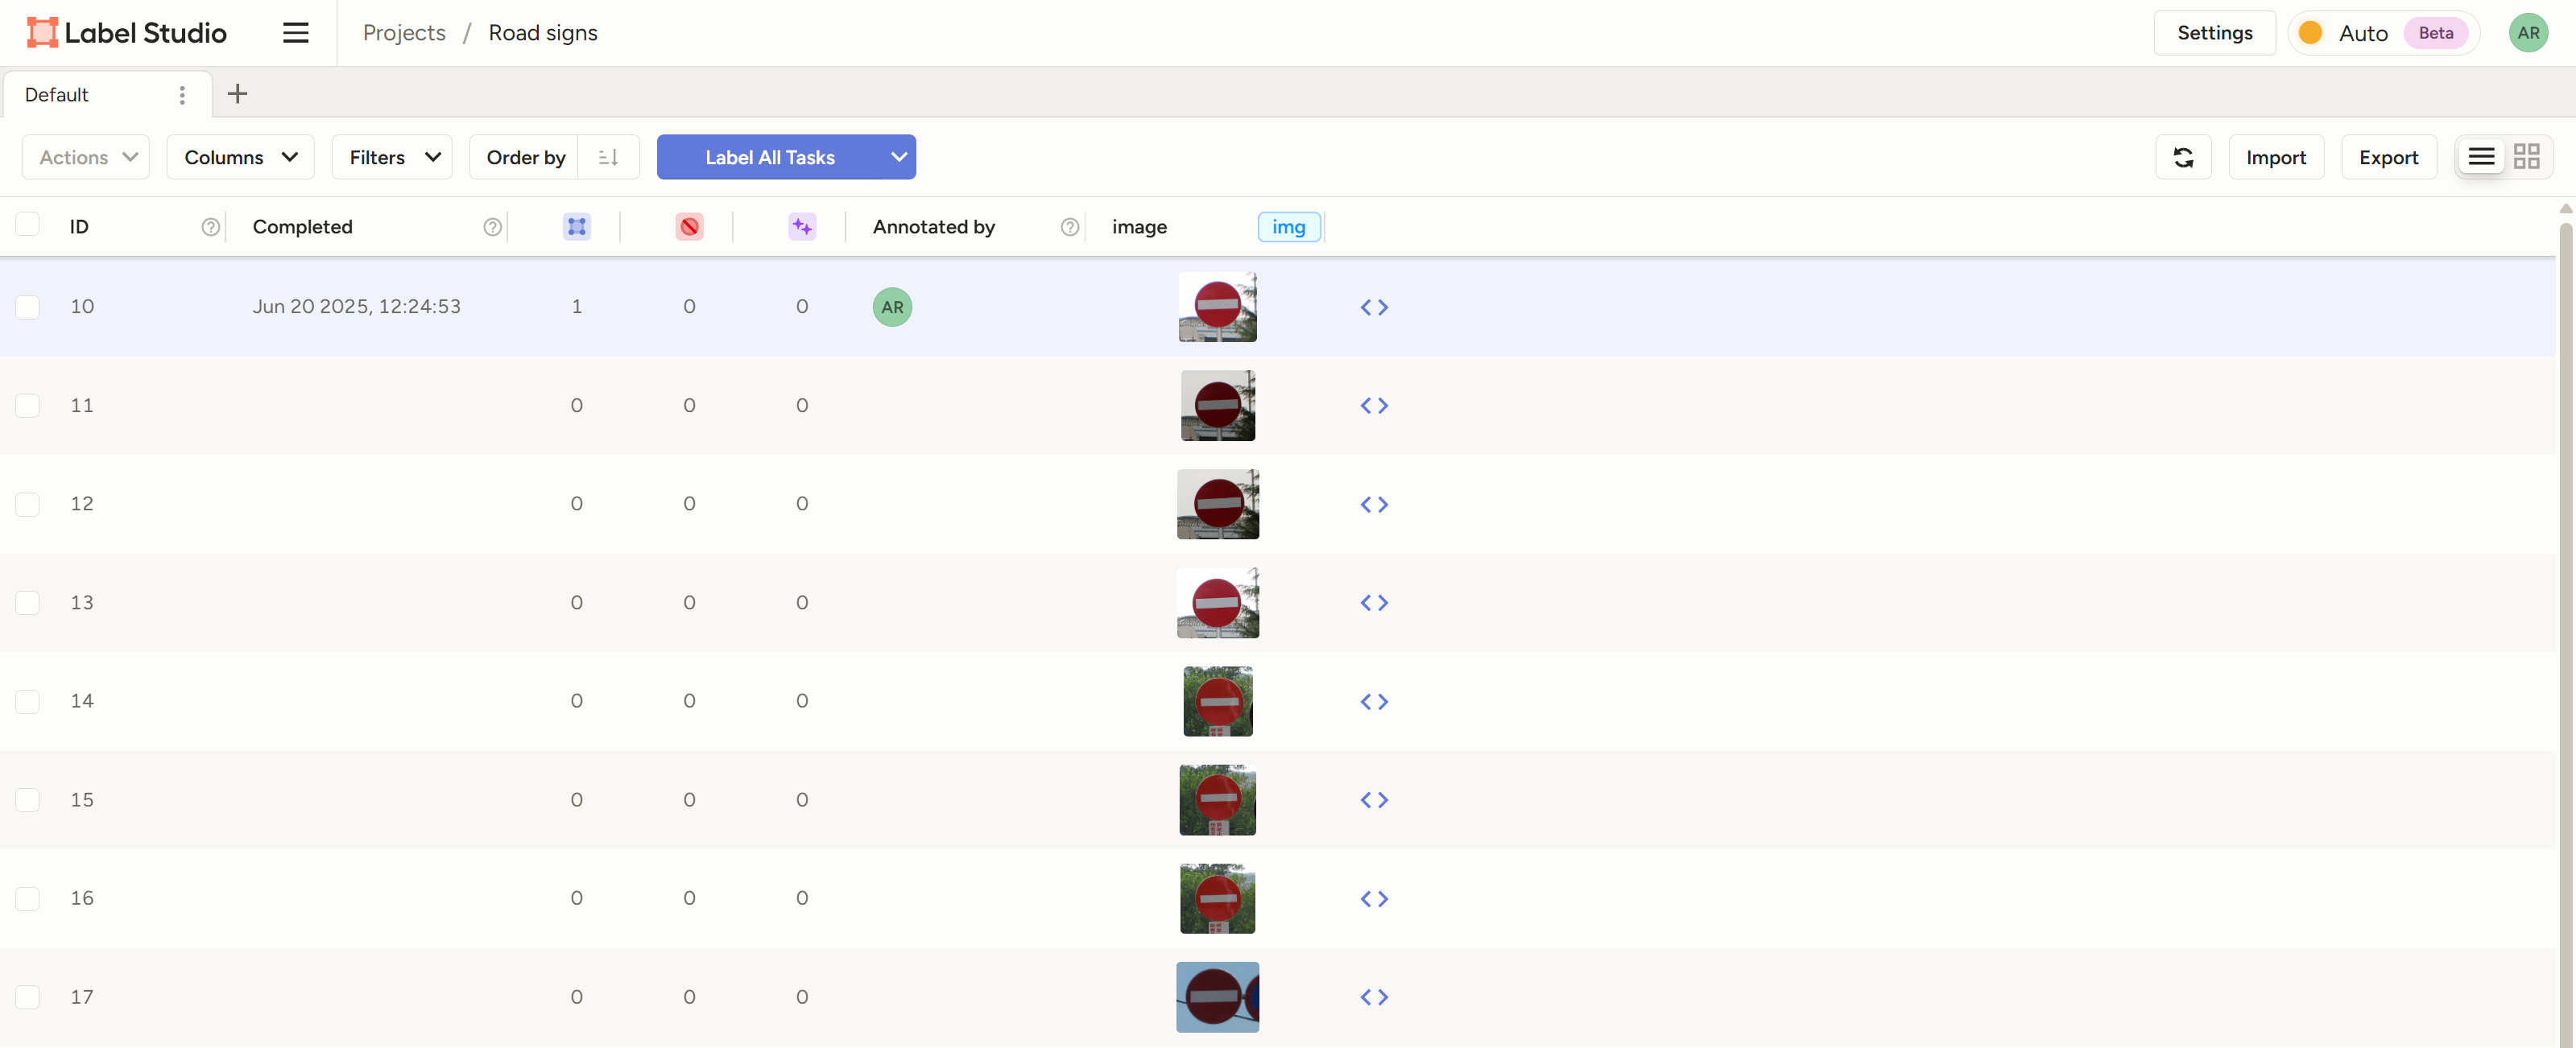 Label Studio
Projects / Road signs
Settings
Auto
Beta
AR
Default
Actions
Columns
Filters
Order by
Label All Tasks
Import
Export
ID
Completed
Annotated by
image
img
10 Jun 20 2025, 12:24:53 1 0 0 AR
11 0 0 0
12 0 0 0
13 0 0 0
14 0 0 0
15 0 0 0
16 0 0 0
17 0 0 0